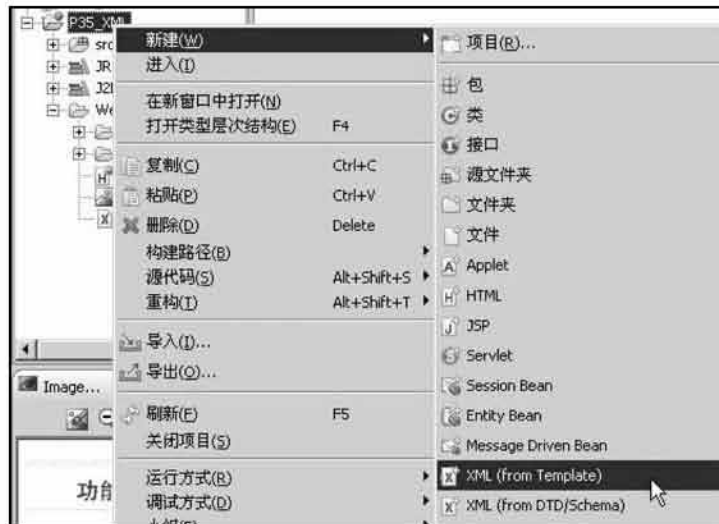 P35_XML
src
JR
J2
We
Image...
功能
新建(W)
进入(I)
在新窗口中打开(N)
打开类型层次结构(E) F4
复制(C) Ctrl+C
粘贴(P) Ctrl+V
删除(D) Delete
构建路径(B)
源代码(S) Alt+Shift+S
重构(T) Alt+Shift+T
导入(I)...
导出(O)...
刷新(F) F5
关闭项目(S)
运行方式(R)
调试方式(D)
项目(R)...
包
类
接口
源文件夹
文件夹
文件
Applet
HTML
JSP
Servlet
Session Bean
Entity Bean
Message Driven Bean
XML (from Template)
XML (from DTD/Schema)